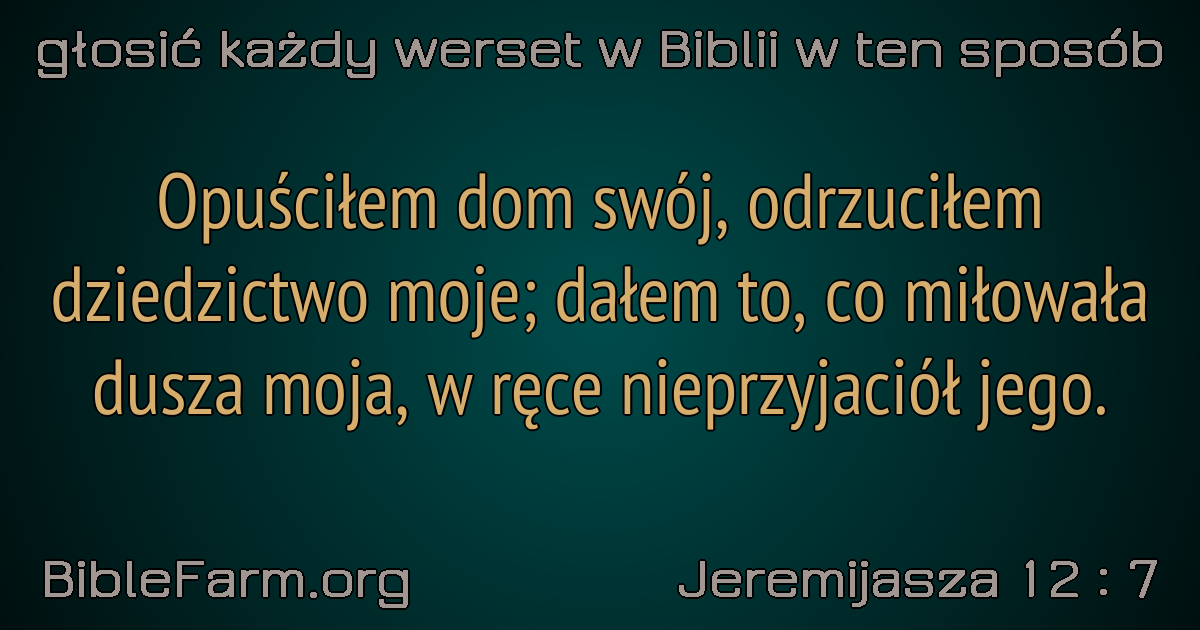 głosić każdy werset w Biblii w ten sposób
Opuściłem dom swój, odrzuciłem
dziedzictwo moje; dałem to, co miłowała
dusza moja, w ręce nieprzyjaciół jego.
BibleFarm.org
Jeremijasza 12 : 7